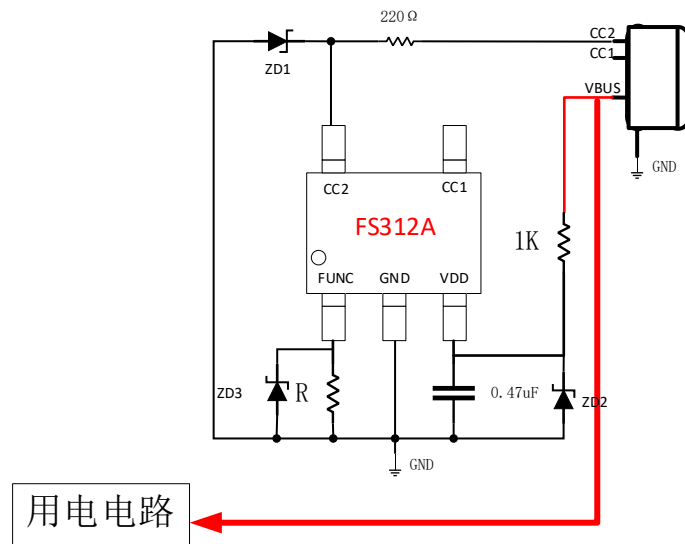 220Ω
CC2
CC1
ZD1
VBUS
GND
CC2
CC1
FS312A
1K
FUNC
GND
VDD
ZD3
R
0.47uF
ZD2
GND
用电电路